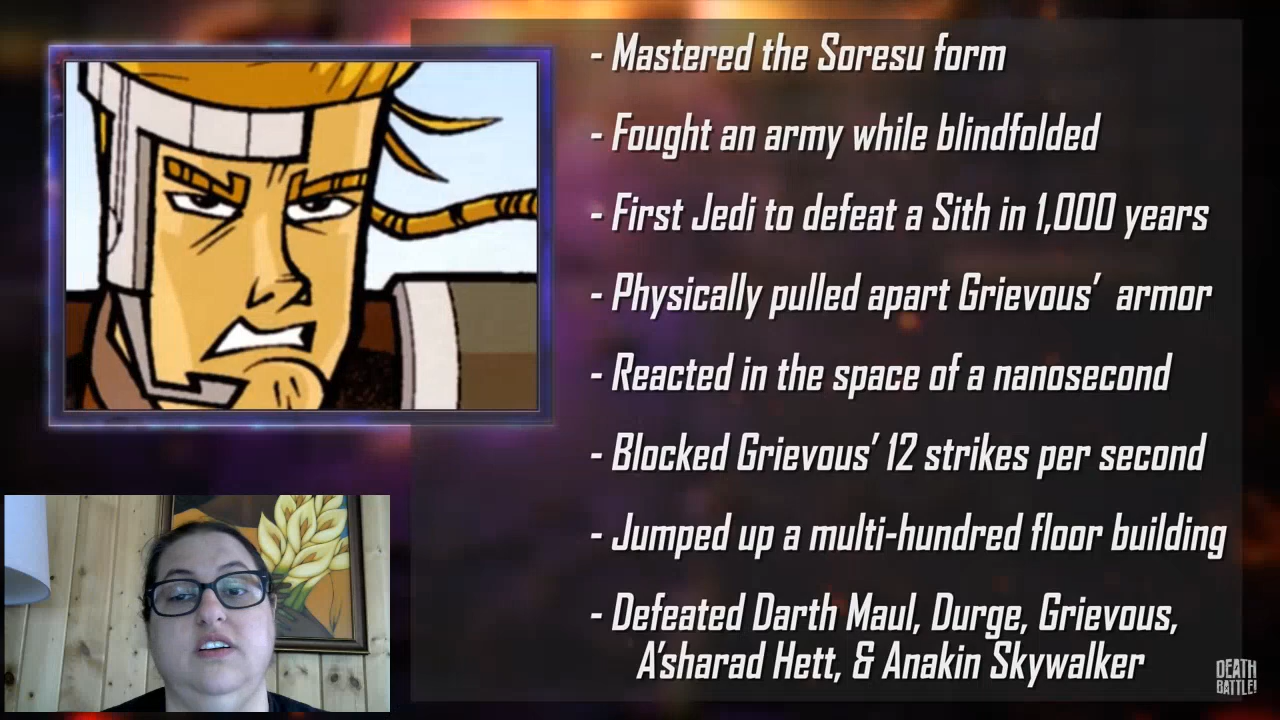 - Mastered the Soresu form
- Fought an army while blindfolded
- First Jedi to defeat a Sith in 1,000 years
- Physically pulled apart Grievous' armor
- Reacted in the space of a nanosecond
- Blocked Grievous' 12 strikes per second
- Jumped up a multi-hundred floor building
- Defeated Darth Maul, Durge, Grievous,
A'sharad Hett, & Anakin Skywalker
DEATH
BATTLE!